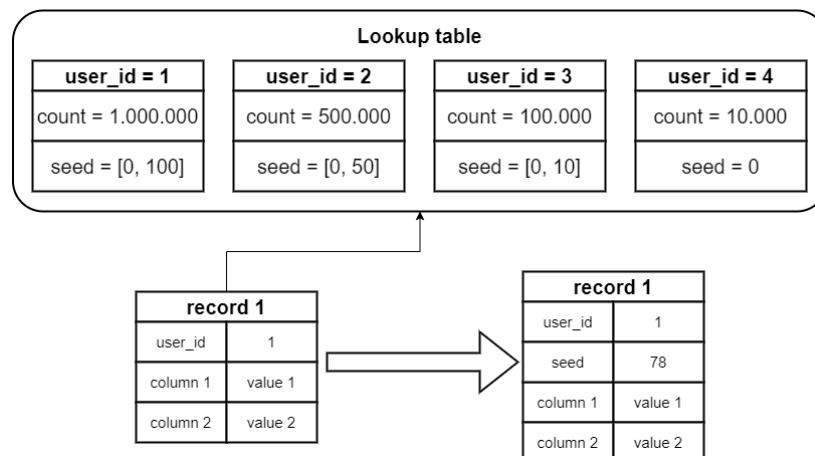 Lookup table
user_id = 1
count = 1.000.000
seed = [0, 100]
user_id = 2
count = 500.000
seed = [0, 50]
user_id = 3
count = 100.000
seed = [0, 10]
user_id = 4
count = 10.000
seed = 0
record 1
user_id 1
column 1 value 1
column 2 value 2
record 1
user_id 1
seed 78
column 1 value 1
column 2 value 2